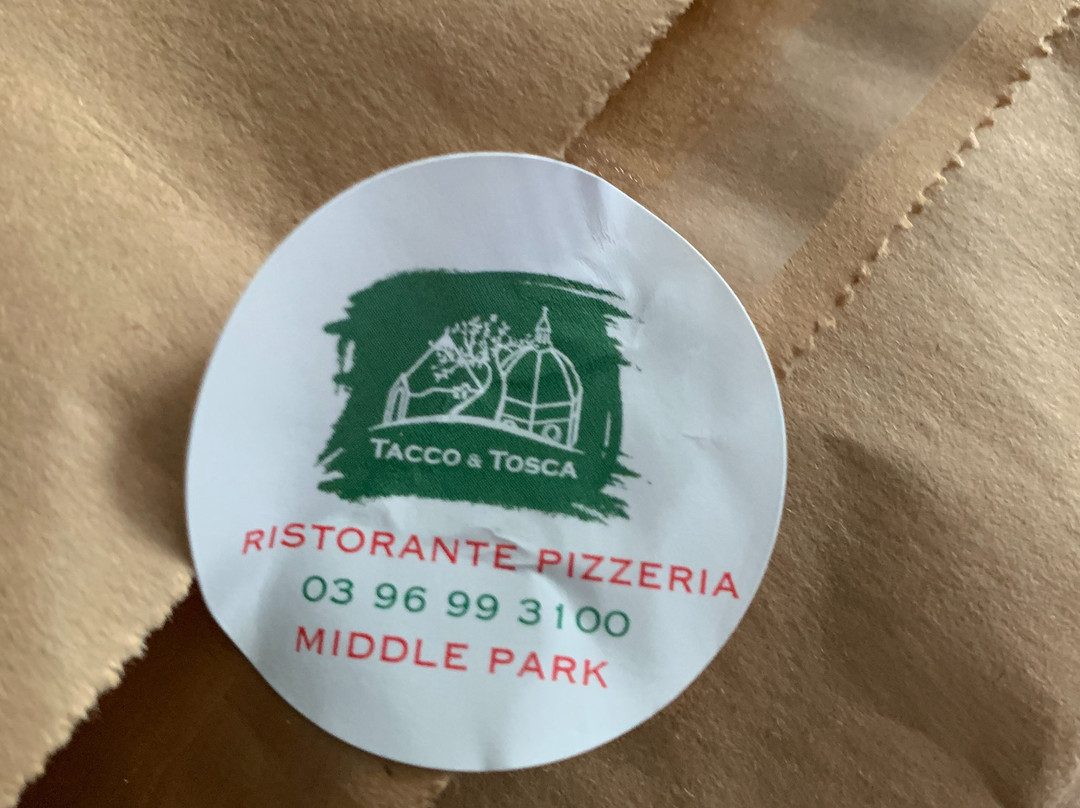 TACCO & TOSCA
RISTORANTE PIZZERIA
03 96 99 3100
MIDDLE PARK